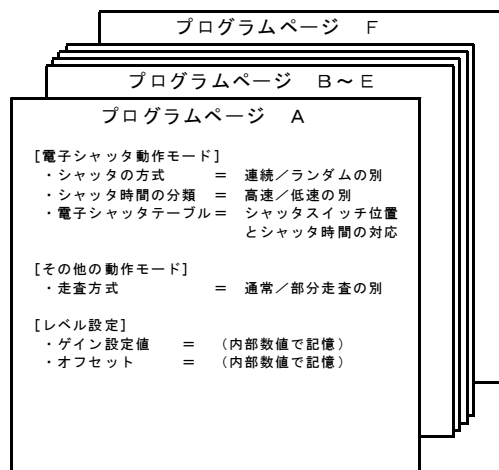 プログラムページ　F
プログラムページ　B～E
プログラムページ　A
[電子シャッタ動作モード]
・シャッタの方式　＝　連続／ランダムの別
・シャッタ時間の分類　＝　高速／低速の別
・電子シャッタテーブル＝　シャッタスイッチ位置
とシャッタ時間の対応
[その他の動作モード]
・走査方式　＝　通常／部分走査の別
[レベル設定]
・ゲイン設定値　＝　（内部数値で記憶）
・オフセット　＝　（内部数値で記憶）